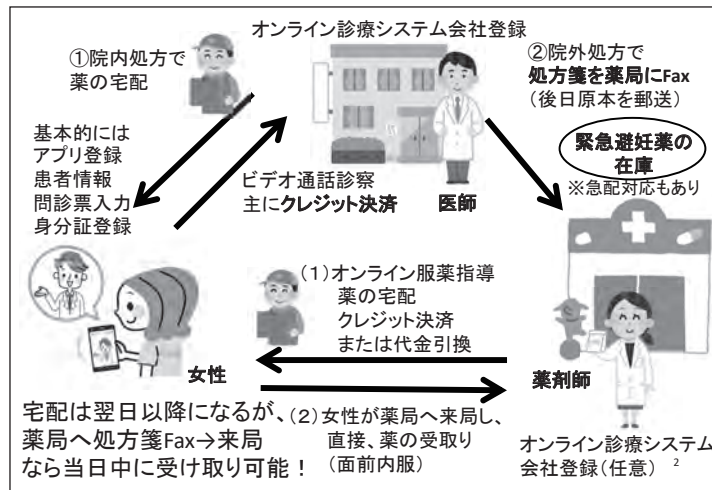 オンライン診療システム会社登録
①院内処方で
薬の宅配
②院外処方で
処方箋を薬局にFax
（後日原本を郵送）
基本的には
アプリ登録
患者情報
問診票入力
身分証登録
ビデオ通話診察
主にクレジット決済
医師
緊急避妊薬の
在庫
※急配対応もあり
（1）オンライン服薬指導
薬の宅配
クレジット決済
または代金引換
女性
薬剤師
宅配は翌日以降になるが、
薬局へ処方箋Fax→来局
なら当日中に受け取り可能！
（2）女性が薬局へ来局し、
直接、薬の受取り
（面前内服）
オンライン診療システム
会社登録（任意）
2